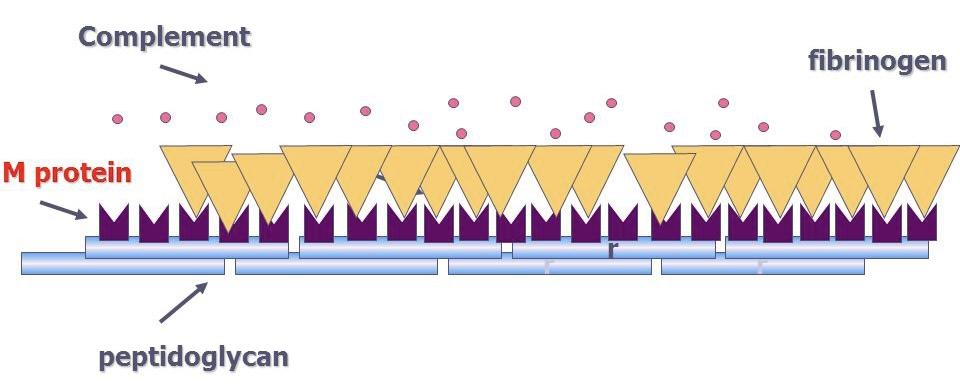 Complement
fibrinogen
M protein
r
r
r
peptidoglycan